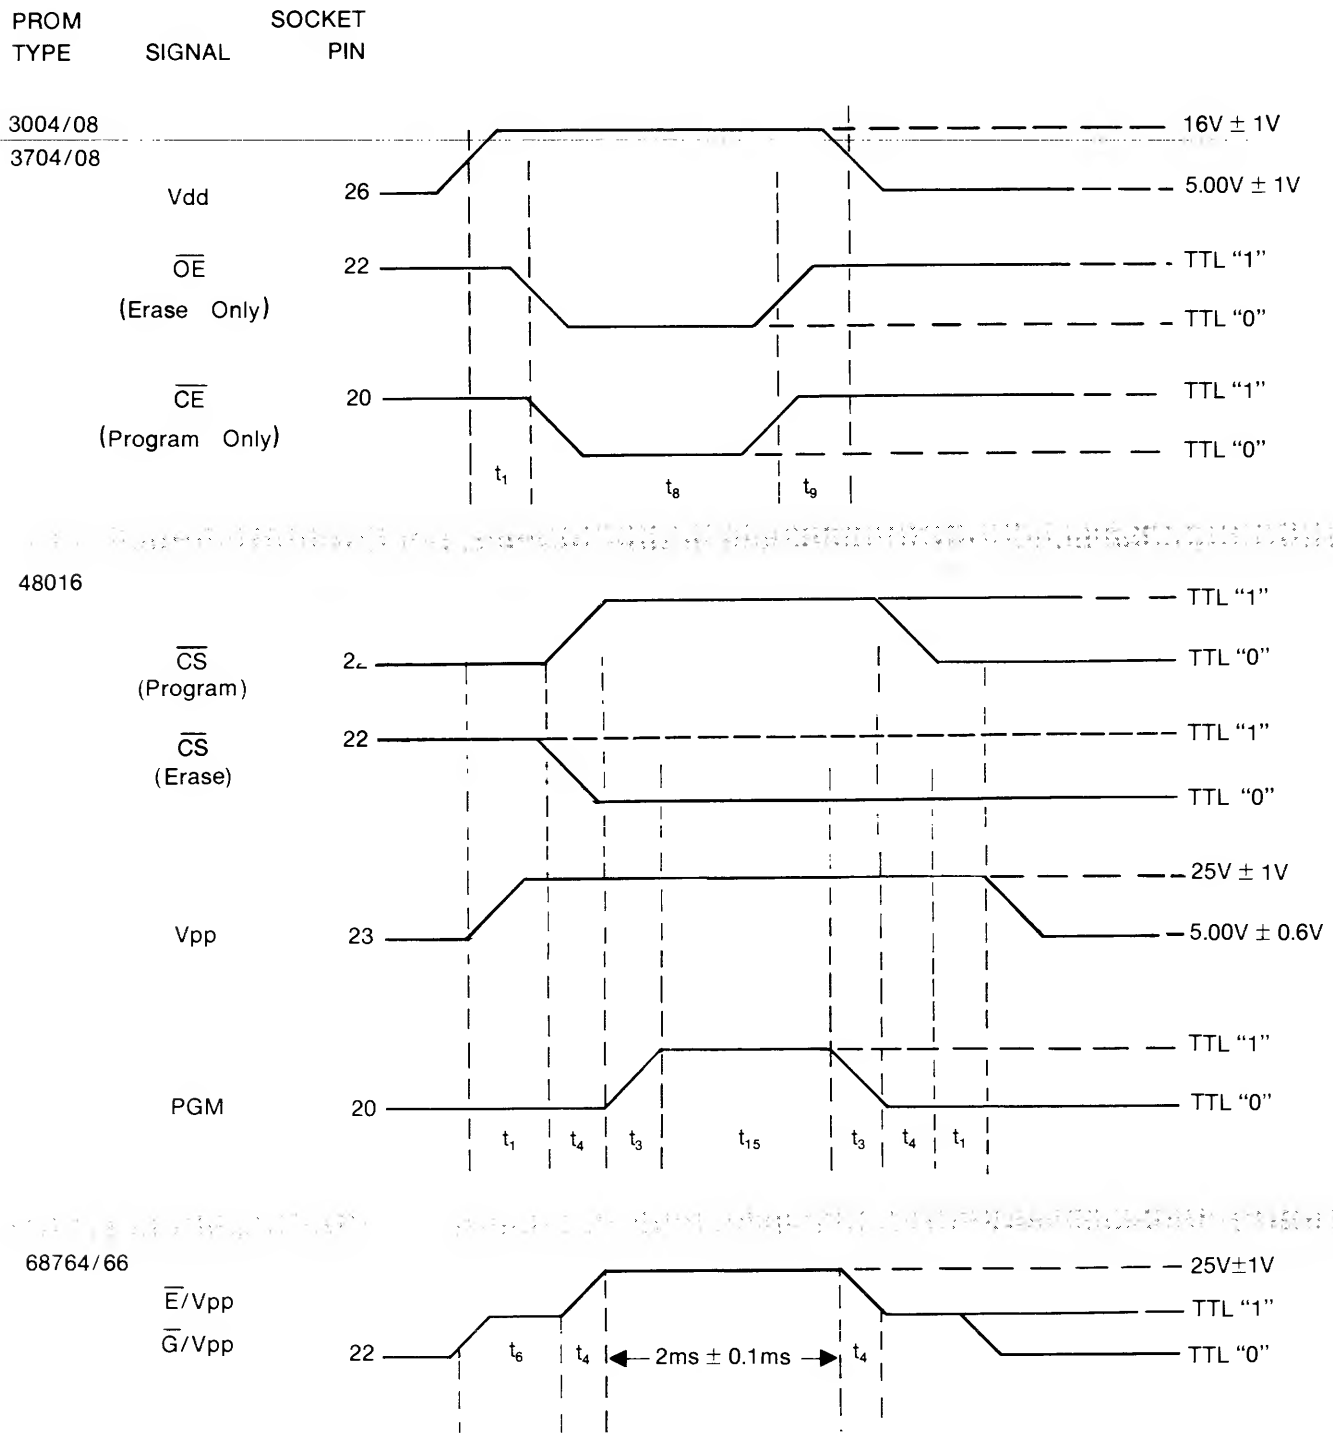 PROM SOCKET
TYPE SIGNAL PIN
3004/08
3704/08
16V ± 1V
Vdd 26 5.00V ± 1V
OE 22 TTL "1"
(Erase Only) TTL "0"
CE 20 TTL "1"
(Program Only) TTL "0"
t1 t8 t9
48016
TTL "1"
CS TTL "0"
(Program)
CS 22 TTL "1"
(Erase) TTL "0"
25V ± 1V
Vpp 23 5.00V ± 0.6V
TTL "1"
PGM 20 TTL "0"
t1 t4 t3 t15 t3 t4 t1
68764/66 25V±1V
E/Vpp TTL "1"
G/Vpp 22 t6 t4 2ms ± 0.1ms t4 TTL "0"